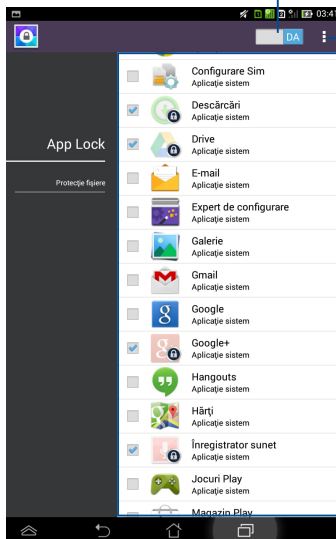 03:41
DA
App Lock
Protecție fișiere
Configurare Sim
Aplicație sistem
Descărcări
Aplicație sistem
Drive
Aplicație sistem
E-mail
Aplicație sistem
Expert de configurare
Aplicație sistem
Galerie
Aplicație sistem
Gmail
Aplicație sistem
Google
Aplicație sistem
Google+
Aplicație sistem
Hangouts
Aplicație sistem
Hărți
Aplicație sistem
Înregistrator sunet
Aplicație sistem
Jocuri Play
Aplicație sistem
Magazin Play